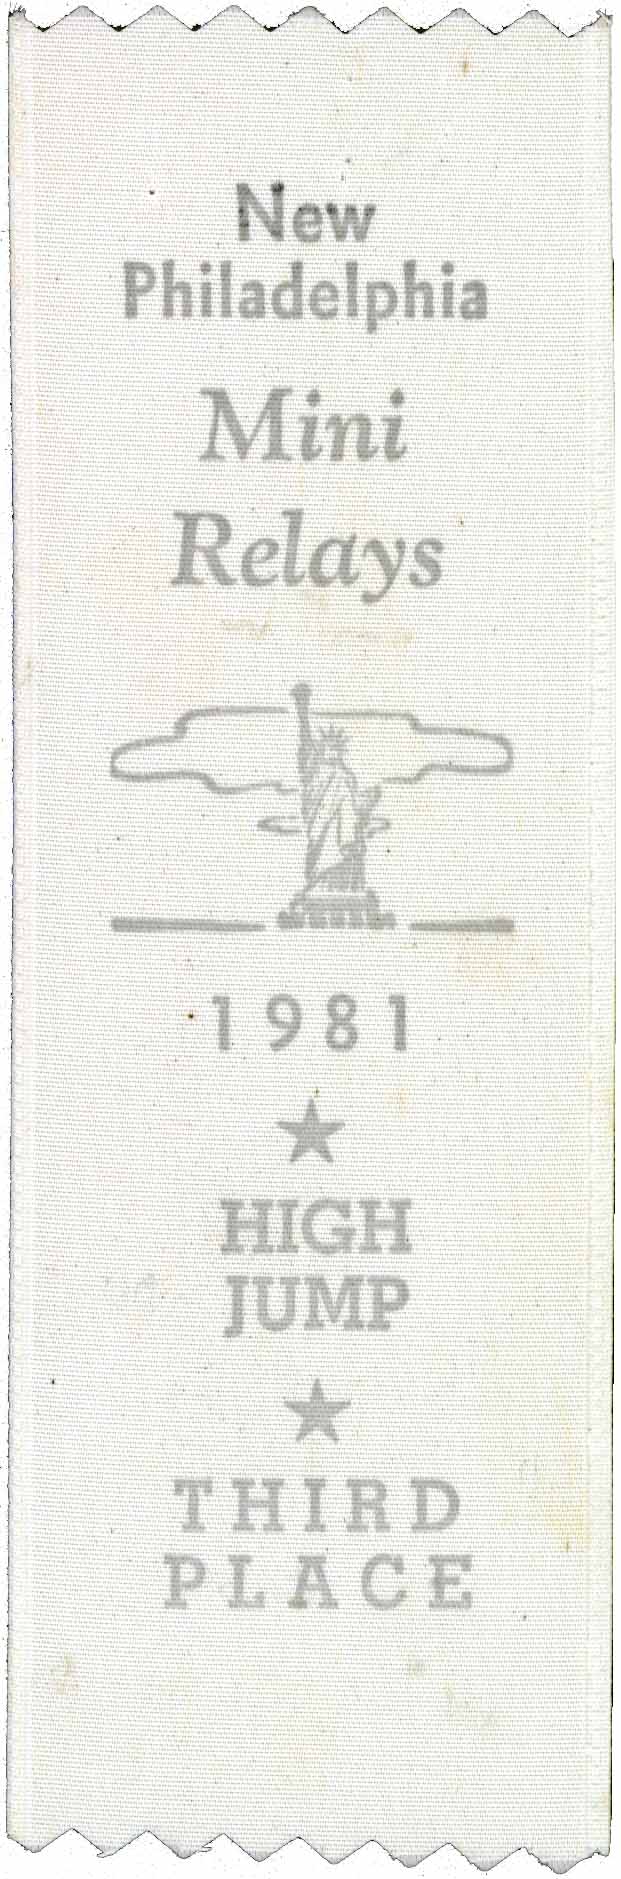 New
Philadelphia
Mini
Relays
1981
HIGH
JUMP
THIRD
PLACE